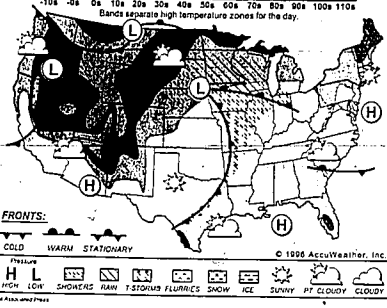 -10s -0s 0s 10s 20s 30s 40s 50s 60s 70s 80s 90s 100s 110s
Bands separate high temperature zones for the day.
L
L
L
H
H
H
FRONTS:
COLD WARM STATIONARY
© 1996 AccuWeather, Inc.
Pressure
H L
HIGH LOW SHOWERS RAIN T-STORMS FLURRIES SNOW ICE SUNNY PT. CLOUDY CLOUDY
Associated Press